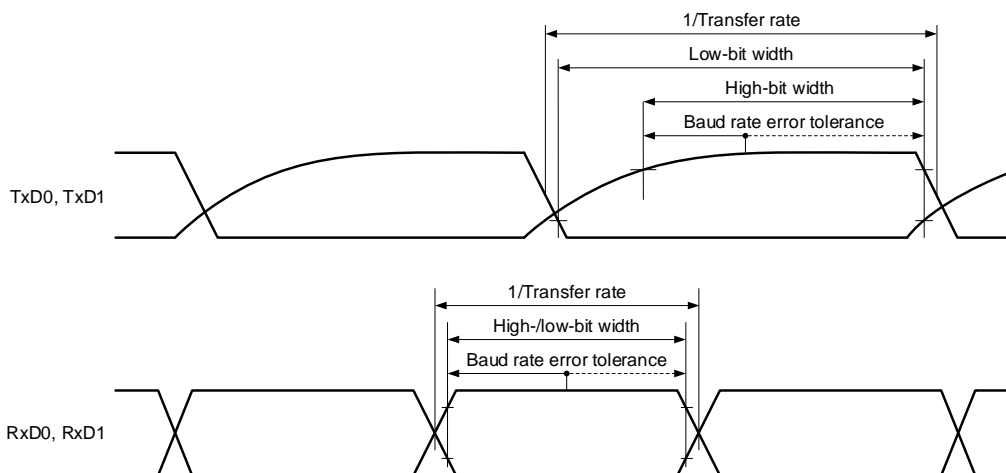 1/Transfer rate
Low-bit width
High-bit width
Baud rate error tolerance
TxD0, TxD1
1/Transfer rate
High-/low-bit width
Baud rate error tolerance
RxD0, RxD1